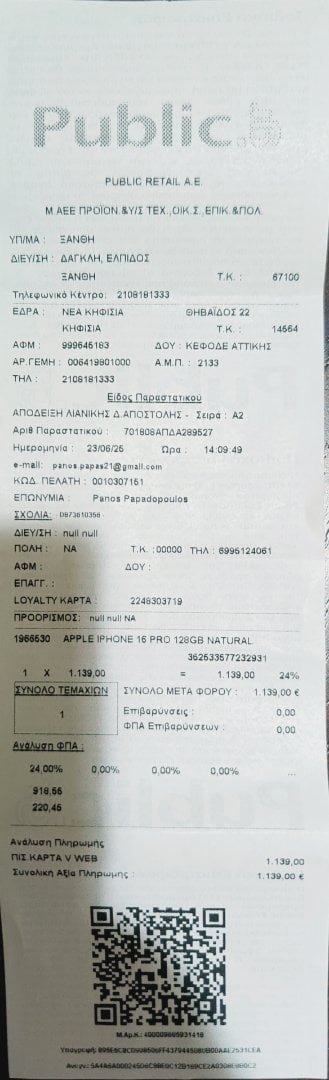 Public.
PUBLIC RETAIL A.E.
Μ.ΑΕΕ ΠΡΟΪΟΝ.&Υ/Σ ΤΕΧ.,ΟΙΚ.Σ.,ΕΠΙΚ.&ΠΟΛ.
ΥΠ/ΜΑ : ΞΑΝΘΗ
ΔΙΕΥ/ΣΗ : ΔΑΓΚΛΗ, ΕΛΠΙΔΟΣ
ΞΑΝΘΗ Τ.Κ. : 67100
Τηλεφωνικό Κέντρο: 2108181333
ΕΔΡΑ : ΝΕΑ ΚΗΦΙΣΙΑ ΘΗΒΑΪΔΟΣ 22
ΚΗΦΙΣΙΑ Τ.Κ. : 14564
ΑΦΜ : 999645163 ΔΟΥ : ΚΕΦΟΔΕ ΑΤΤΙΚΗΣ
ΑΡ.ΓΕΜΗ : 006419801000 Α.Μ.Π. : 2133
ΤΗΛ : 2108181333
Είδος Παραστατικού
ΑΠΟΔΕΙΞΗ ΛΙΑΝΙΚΗΣ Δ.ΑΠΟΣΤΟΛΗΣ - Σειρά : Α2
Αριθ Παραστατικού : 701808ΑΠΔΑ289527
Ημερομηνία : 23/06/25 Ώρα : 14:09:49
e-mail: panos.papas21@gmail.com
ΚΩΔ. ΠΕΛΑΤΗ : 0010307151
ΕΠΩΝΥΜΙΑ : Panos Papadopoulos
ΣΧΟΛΙΑ: D873610356
ΔΙΕΥ/ΣΗ : null null
ΠΟΛΗ : NA Τ.Κ. :00000 ΤΗΛ :6995124061
ΑΦΜ : ΔΟΥ :
ΕΠΑΓΓ. :
LOYALTY ΚΑΡΤΑ : 2248303719
ΠΡΟΟΡΙΣΜΟΣ: null null NA
1966530 APPLE IPHONE 16 PRO 128GB NATURAL
362533577232931
1 X 1.139,00 = 1.139,00 24%
ΣΥΝΟΛΟ ΤΕΜΑΧΙΩΝ ΣΥΝΟΛΟ ΜΕΤΑ ΦΟΡΟΥ : 1.139,00 €
1 Επιβαρύνσεις : 0,00
ΦΠΑ Επιβαρύνσεων : 0,00
Ανάλυση ΦΠΑ :
24,00% 0,00% 0,00% 0,00% ...
918,55
220,45
Ανάλυση Πληρωμής
ΠΙΣ.ΚΑΡΤΑ V WEB 1.139,00
Συνολική Αξία Πληρωμής : 1.139,00 €
Μ.Αρ.Κ.: 400009665931416